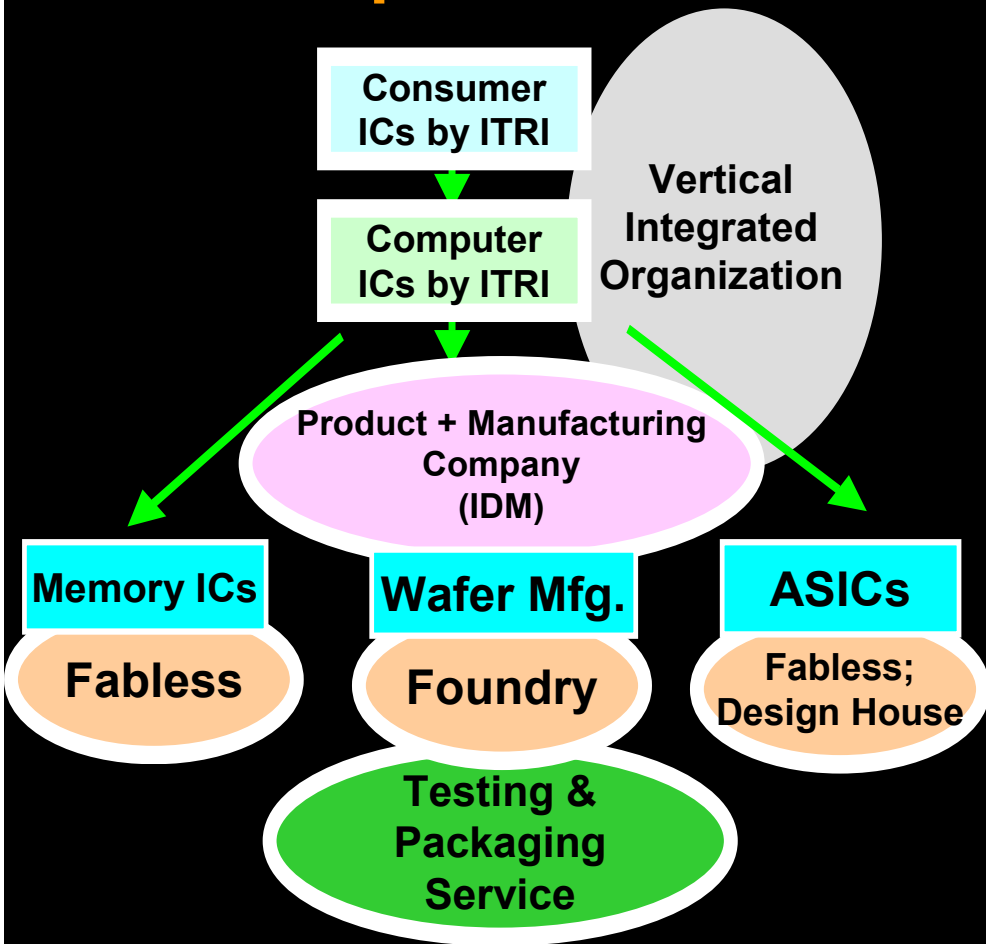 Consumer
ICs by ITRI
Computer
ICs by ITRI
Vertical
Integrated
Organization
Product + Manufacturing
Company
(IDM)
Memory ICs
Wafer Mfg.
ASICs
Fabless
Foundry
Fabless;
Design House
Testing &
Packaging
Service